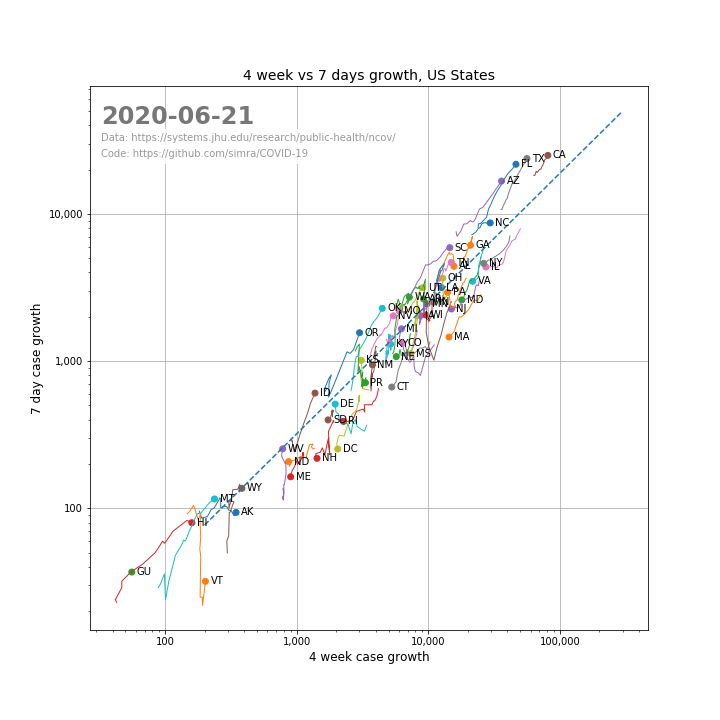 4 week vs 7 days growth, US States
2020-06-21
Data: https://systems.jhu.edu/research/public-health/ncov/
Code: https://github.com/simra/COVID-19
7 day case growth
10,000
1,000
100
CA
TX
FL
AZ
NC
SC
GA
NY
IL
OH
VA
UT
LA
PA
WA
MD
NJ
OK
MO
NV
WI
MI
OR
MA
KY
CO
MS
NE
KS
NM
PR
CT
ID
DE
SD
RI
WV
DC
ND
NH
ME
WY
MT
AK
HI
GU
VT
100
1,000
10,000
100,000
4 week case growth